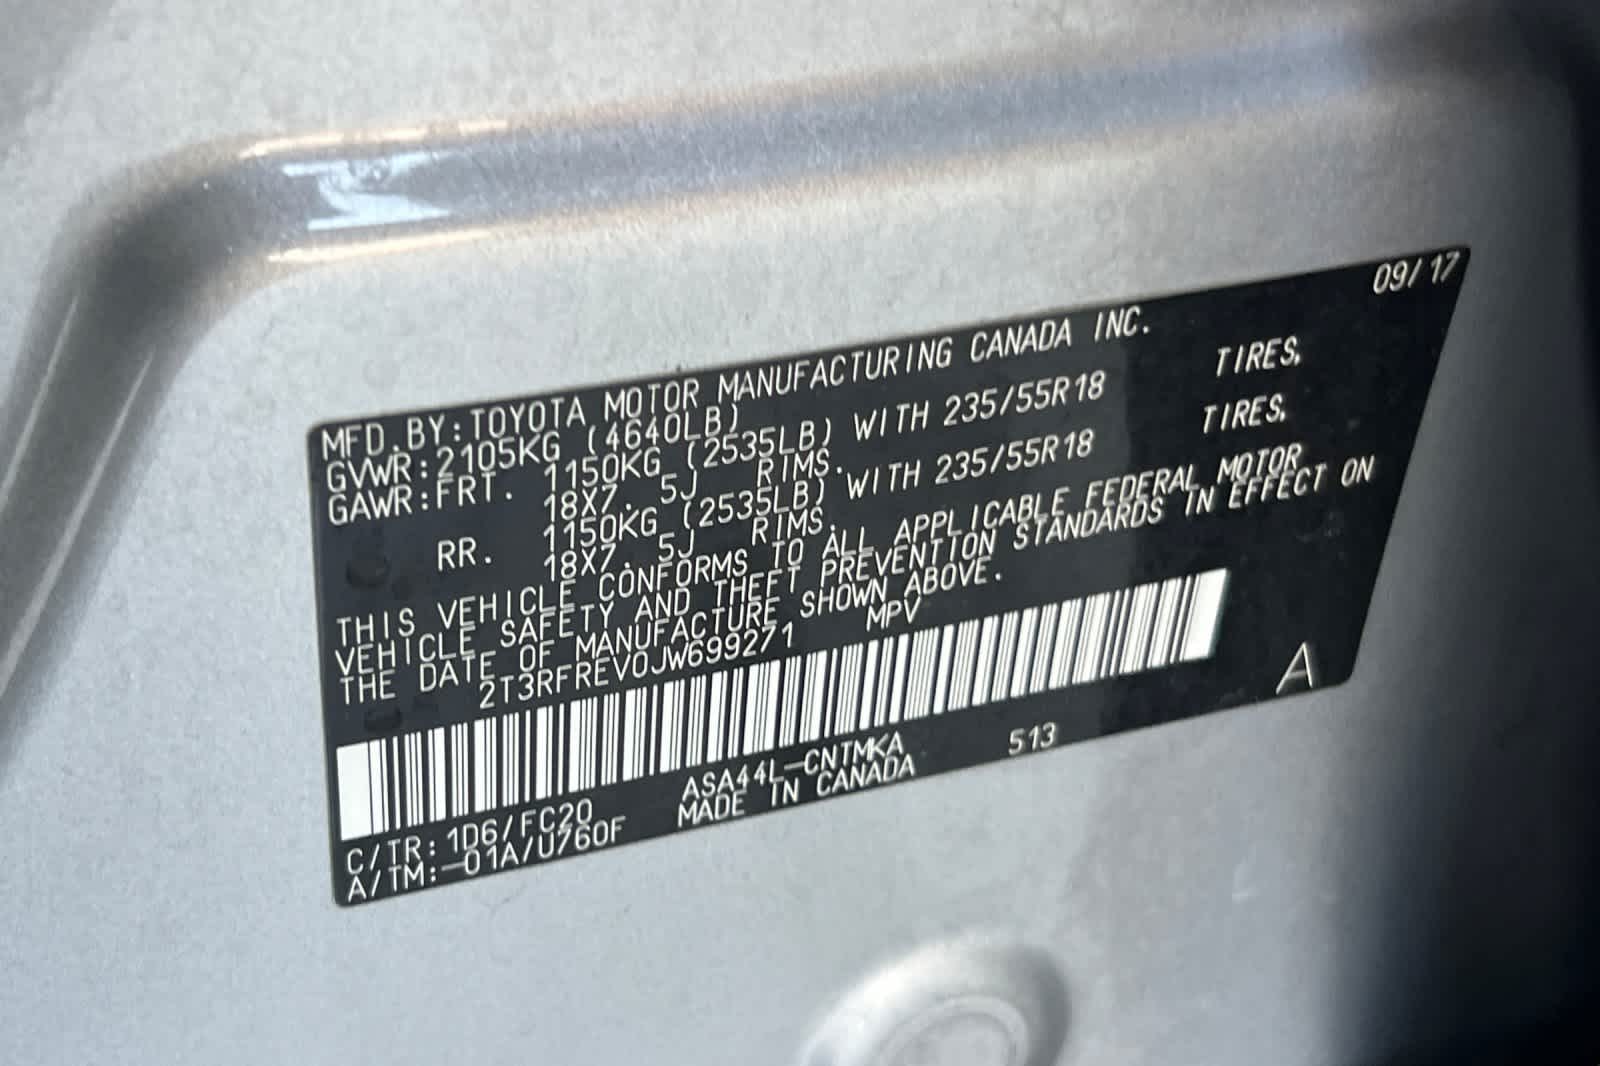 09/17
MFD.BY:TOYOTA MOTOR MANUFACTURING CANADA INC.
GVWR:2105KG (4640LB)
GAWR:FRT. 1150KG (2535LB) WITH 235/55R18 TIRES,
18X7.5J RIMS.
RR. 1150KG (2535LB) WITH 235/55R18 TIRES,
18X7.5J RIMS.
THIS VEHICLE CONFORMS TO ALL APPLICABLE FEDERAL MOTOR
VEHICLE SAFETY AND THEFT PREVENTION STANDARDS IN EFFECT ON
THE DATE OF MANUFACTURE SHOWN ABOVE.
2T3RFREV0JW699271 MPV
A
C/TR:1D6/FC20 ASA44L-CNTMKA 513
A/TM:-01A/U760F MADE IN CANADA